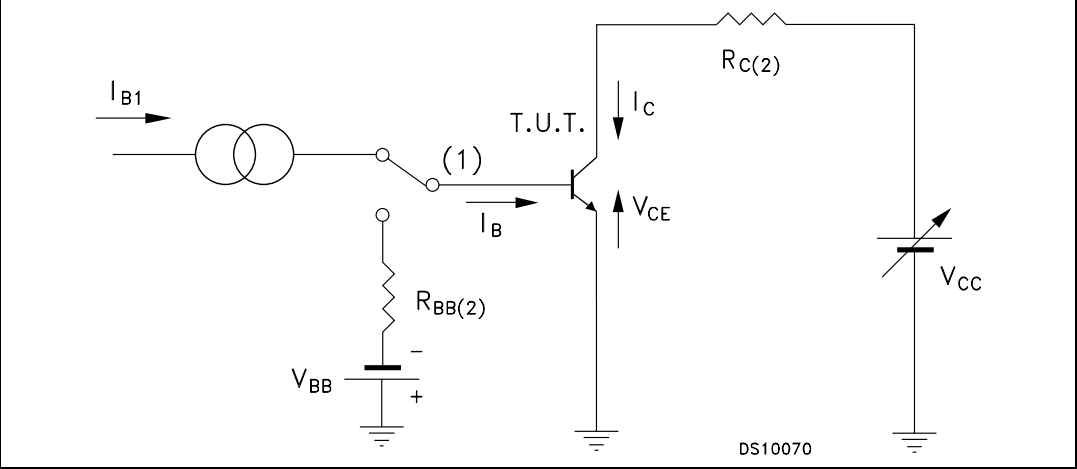 I_B1
R_C(2)
I_C
T.U.T.
(1)
V_CE
I_B
R_BB(2)
V_CC
−
V_BB
+
DS10070